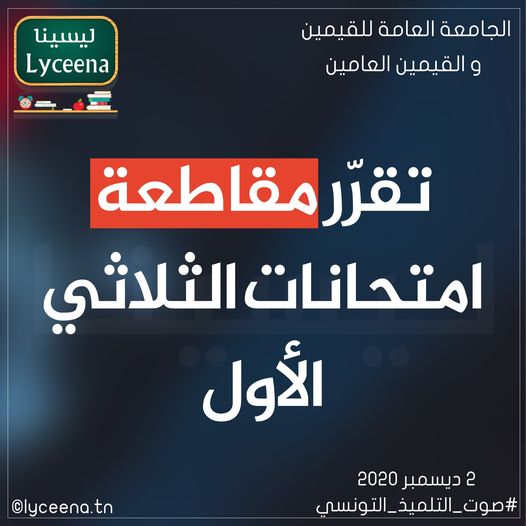 ليسينا
Lyceena
الجامعة العامة للقيمين
و القيمين العامين
تقرّر مقاطعة
امتحانات الثلاثي
الأول
2 ديسمبر 2020
#صوت_التلميذ_التونسي
©lyceena.tn